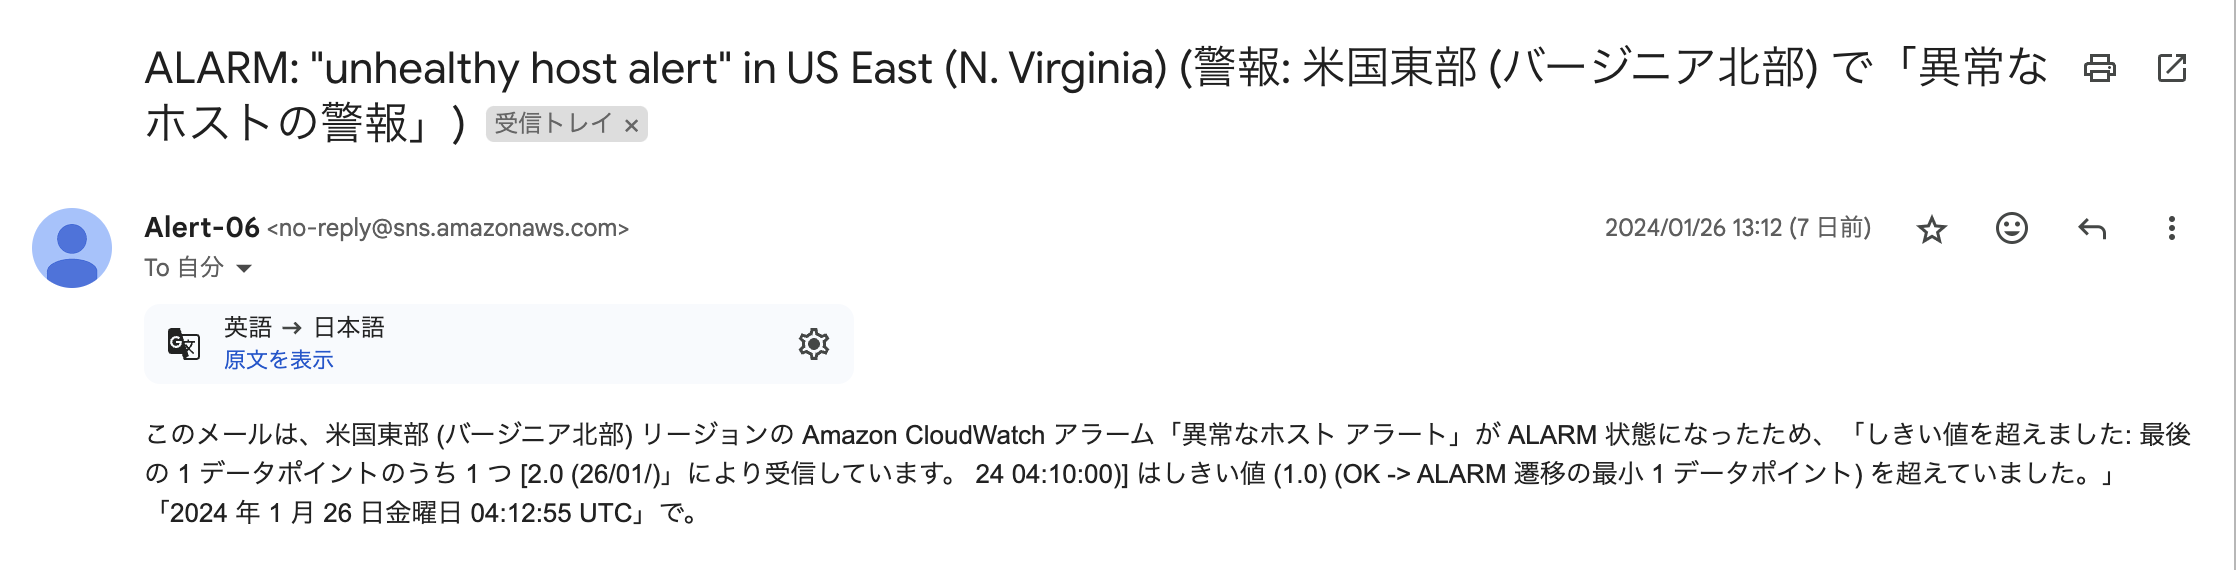 ALARM: "unhealthy host alert" in US East (N. Virginia) (警報: 米国東部 (バージニア北部) で「異常な
ホストの警報」) 受信トレイ ×
Alert-06 <no-reply@sns.amazonaws.com> 2024/01/26 13:12 (7 日前)
To 自分
英語 → 日本語
原文を表示
このメールは、米国東部 (バージニア北部) リージョンの Amazon CloudWatch アラーム「異常なホスト アラート」が ALARM 状態になったため、「しきい値を超えました: 最後
の 1 データポイントのうち 1 つ [2.0 (26/01/)」により受信しています。 24 04:10:00)] はしきい値 (1.0) (OK -> ALARM 遷移の最小 1 データポイント) を超えていました。」
「2024 年 1 月 26 日金曜日 04:12:55 UTC」で。